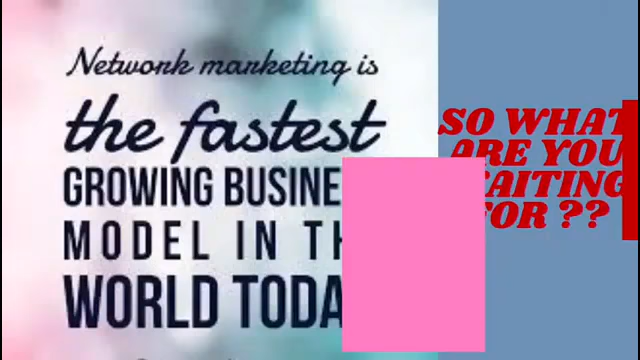 Network marketing is
the fastest
GROWING BUSINE
MODEL IN TH
WORLD TODA
SO WHAT
ARE YOU
AITING
FOR ??